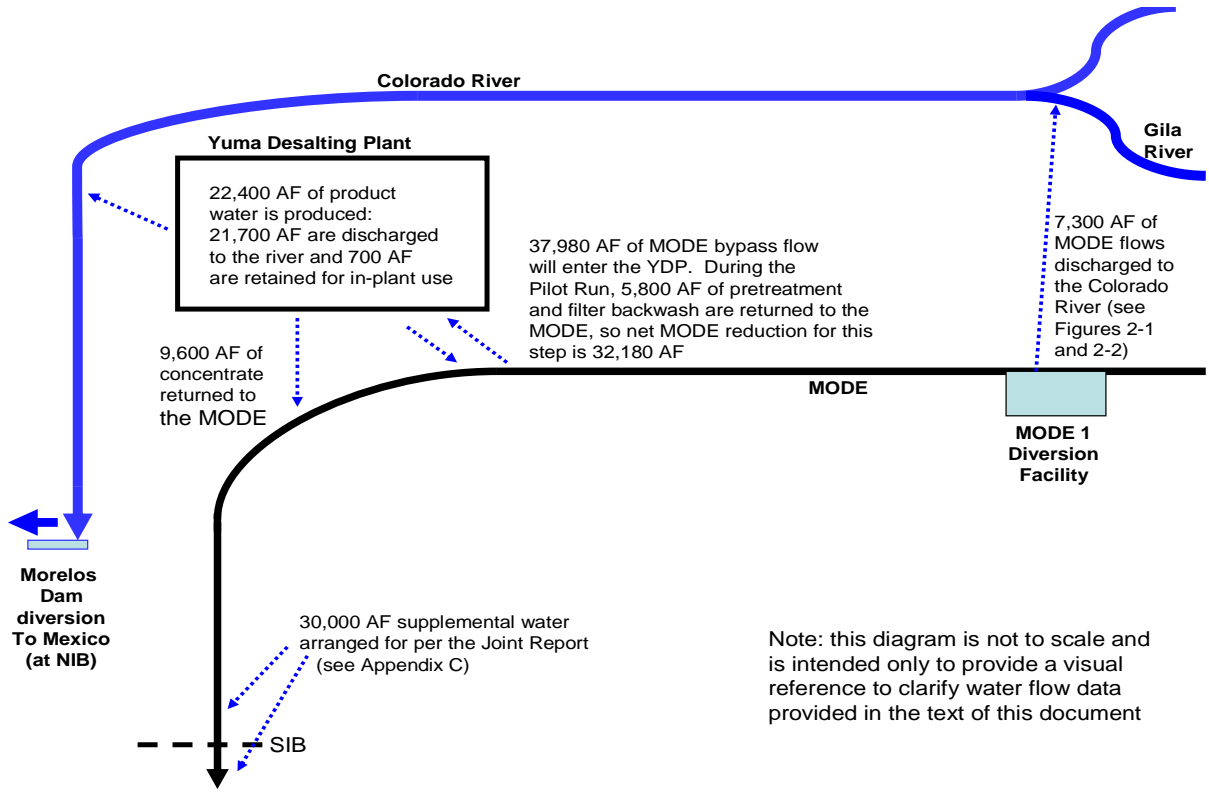 Colorado River
Gila
River
Yuma Desalting Plant
22,400 AF of product
water is produced:
21,700 AF are discharged
to the river and 700 AF
are retained for in-plant use
37,980 AF of MODE bypass flow
will enter the YDP.  During the
Pilot Run, 5,800 AF of pretreatment
and filter backwash are returned to the
MODE, so net MODE reduction for this
step is 32,180 AF
7,300 AF of
MODE flows
discharged to
the Colorado
River (see
Figures 2-1
and 2-2)
9,600 AF of
concentrate
returned to
the MODE
MODE
MODE 1
Diversion
Facility
Morelos
Dam
diversion
To Mexico
(at NIB)
30,000 AF supplemental water
arranged for per the Joint Report
(see Appendix C)
Note: this diagram is not to scale and
is intended only to provide a visual
reference to clarify water flow data
provided in the text of this document
SIB